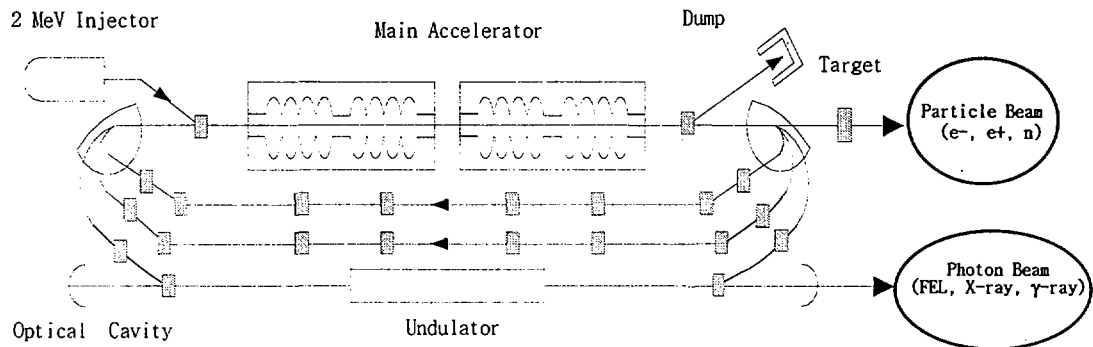 2 MeV Injector
Main Accelerator
Dump
Target
Particle Beam
(e-, e+, n)
Photon Beam
(FEL, X-ray, γ-ray)
Optical Cavity
Undulator